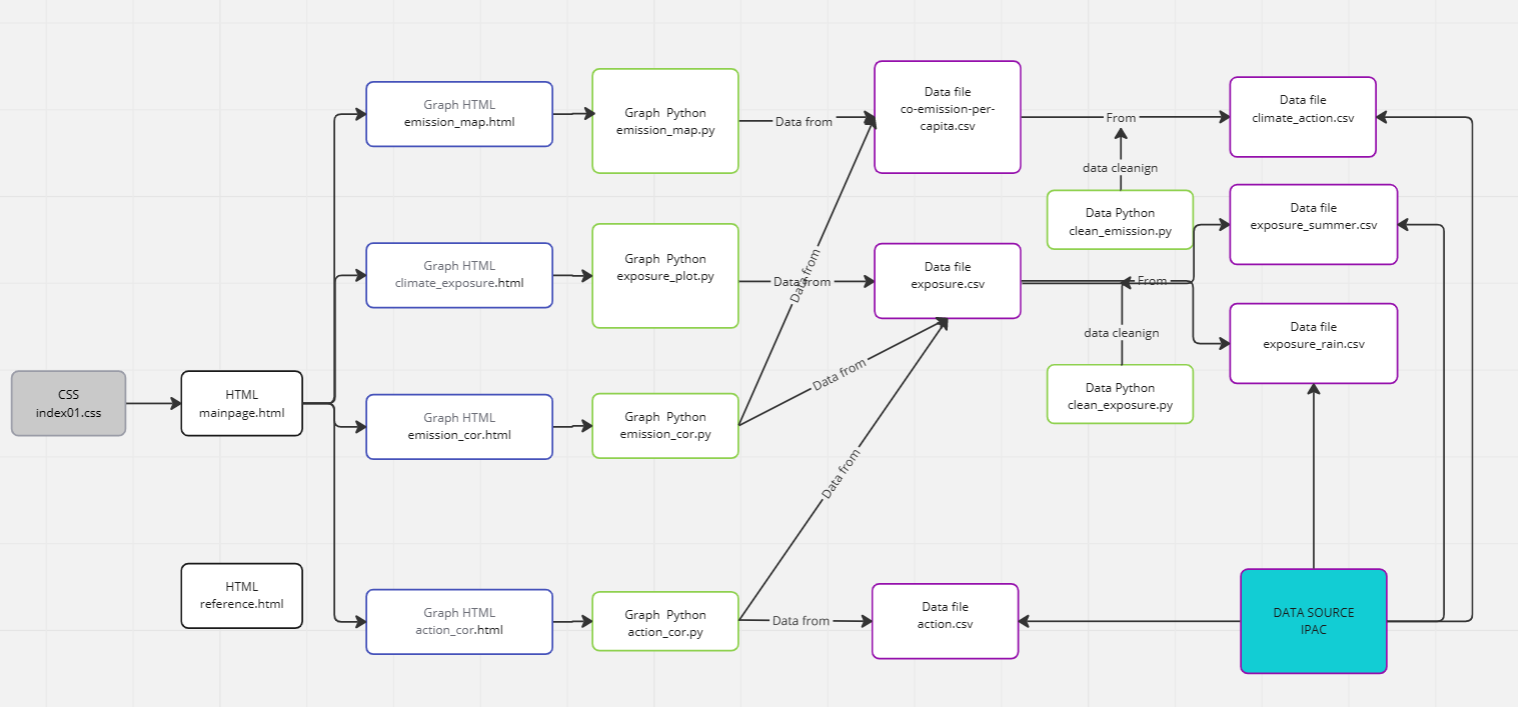 Graph HTML
emission_map.html
Graph  Python
emission_map.py
Data from
Data file
co-emission-per-
capita.csv
From
Data file
climate_action.csv
data cleanign
Data Python
clean_emission.py
Data file
exposure_summer.csv
Graph HTML
climate_exposure.html
Graph  Python
exposure_plot.py
Data from
Data from
Data file
exposure.csv
From
data cleanign
Data file
exposure_rain.csv
Data Python
clean_exposure.py
CSS
index01.css
HTML
mainpage.html
Graph HTML
emission_cor.html
Graph  Python
emission_cor.py
Data from
Data from
HTML
reference.html
Graph HTML
action_cor.html
Graph  Python
action_cor.py
Data from
Data file
action.csv
DATA SOURCE
IPAC